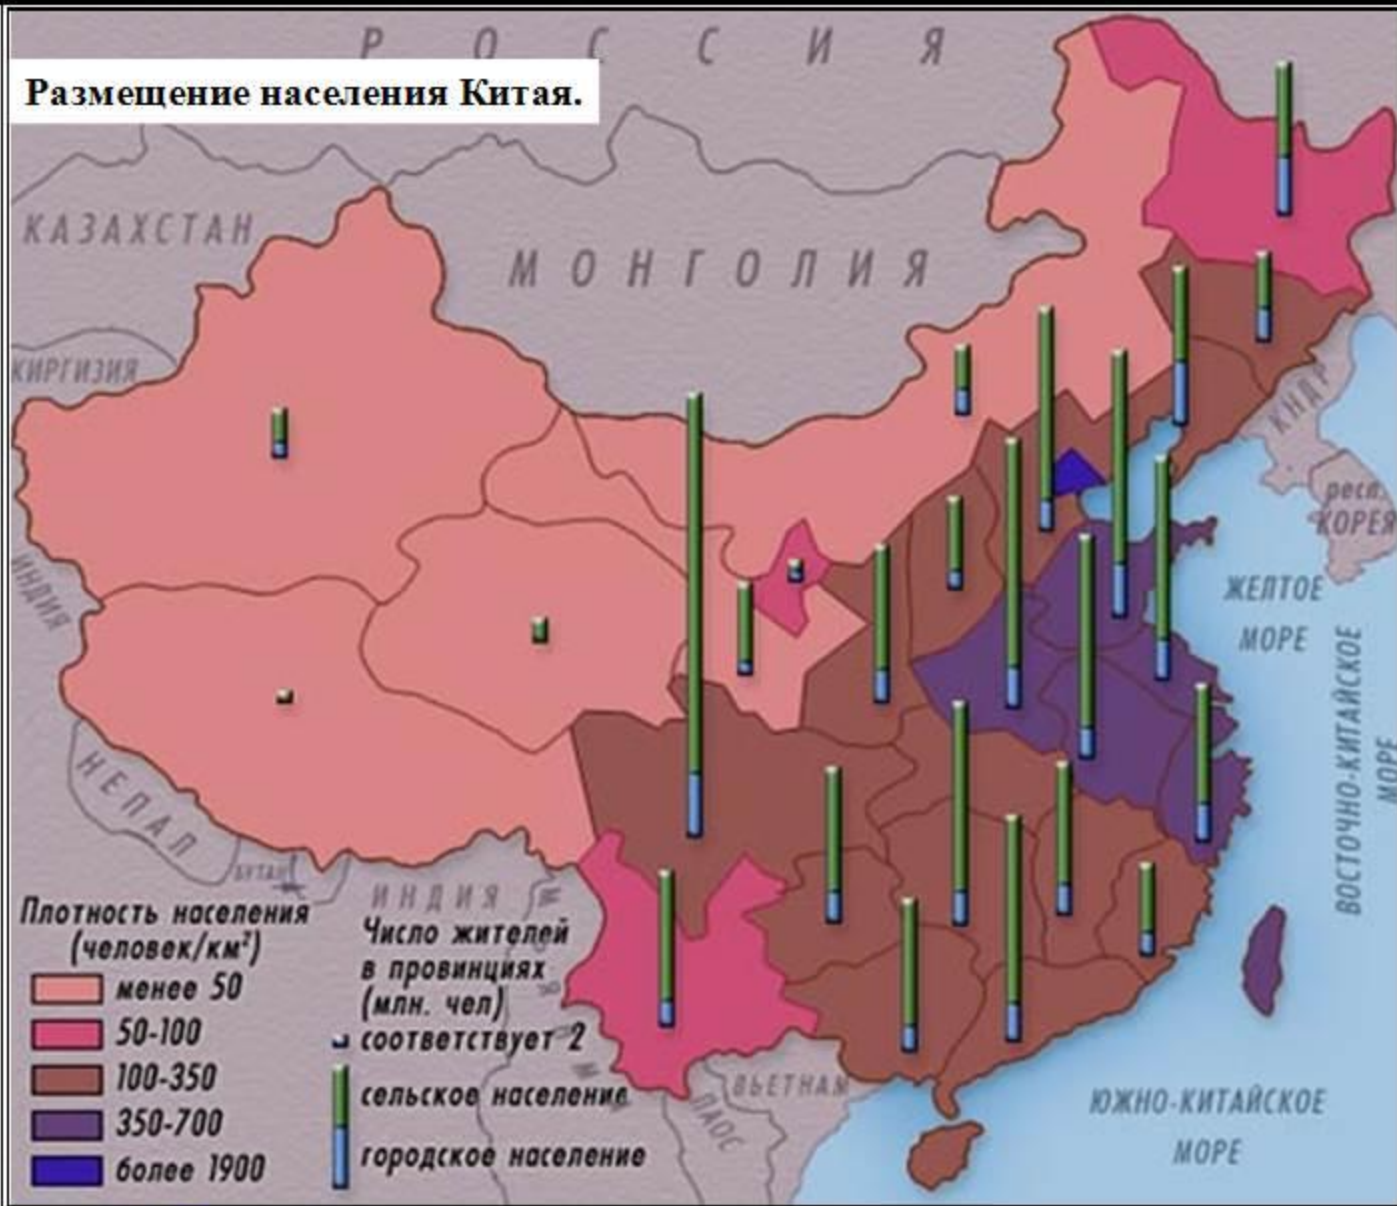 РОССИЯ
Размещение населения Китая.
КАЗАХСТАН
МОНГОЛИЯ
КИРГИЗИЯ
КНДР
респ.
КОРЕЯ
ИНДИЯ
ЖЕЛТОЕ
МОРЕ
ВОСТОЧНО-КИТАЙСКОЕ
МОРЕ
НЕПАЛ
БУТАН
ИНДИЯ
Плотность населения
(человек/км²)
менее 50
50-100
100-350
350-700
более 1900
Число жителей
в провинциях
(млн. чел)
соответствует 2
сельское население
городское население
ВЬЕТНАМ
ЛАОС
ЮЖНО-КИТАЙСКОЕ
МОРЕ